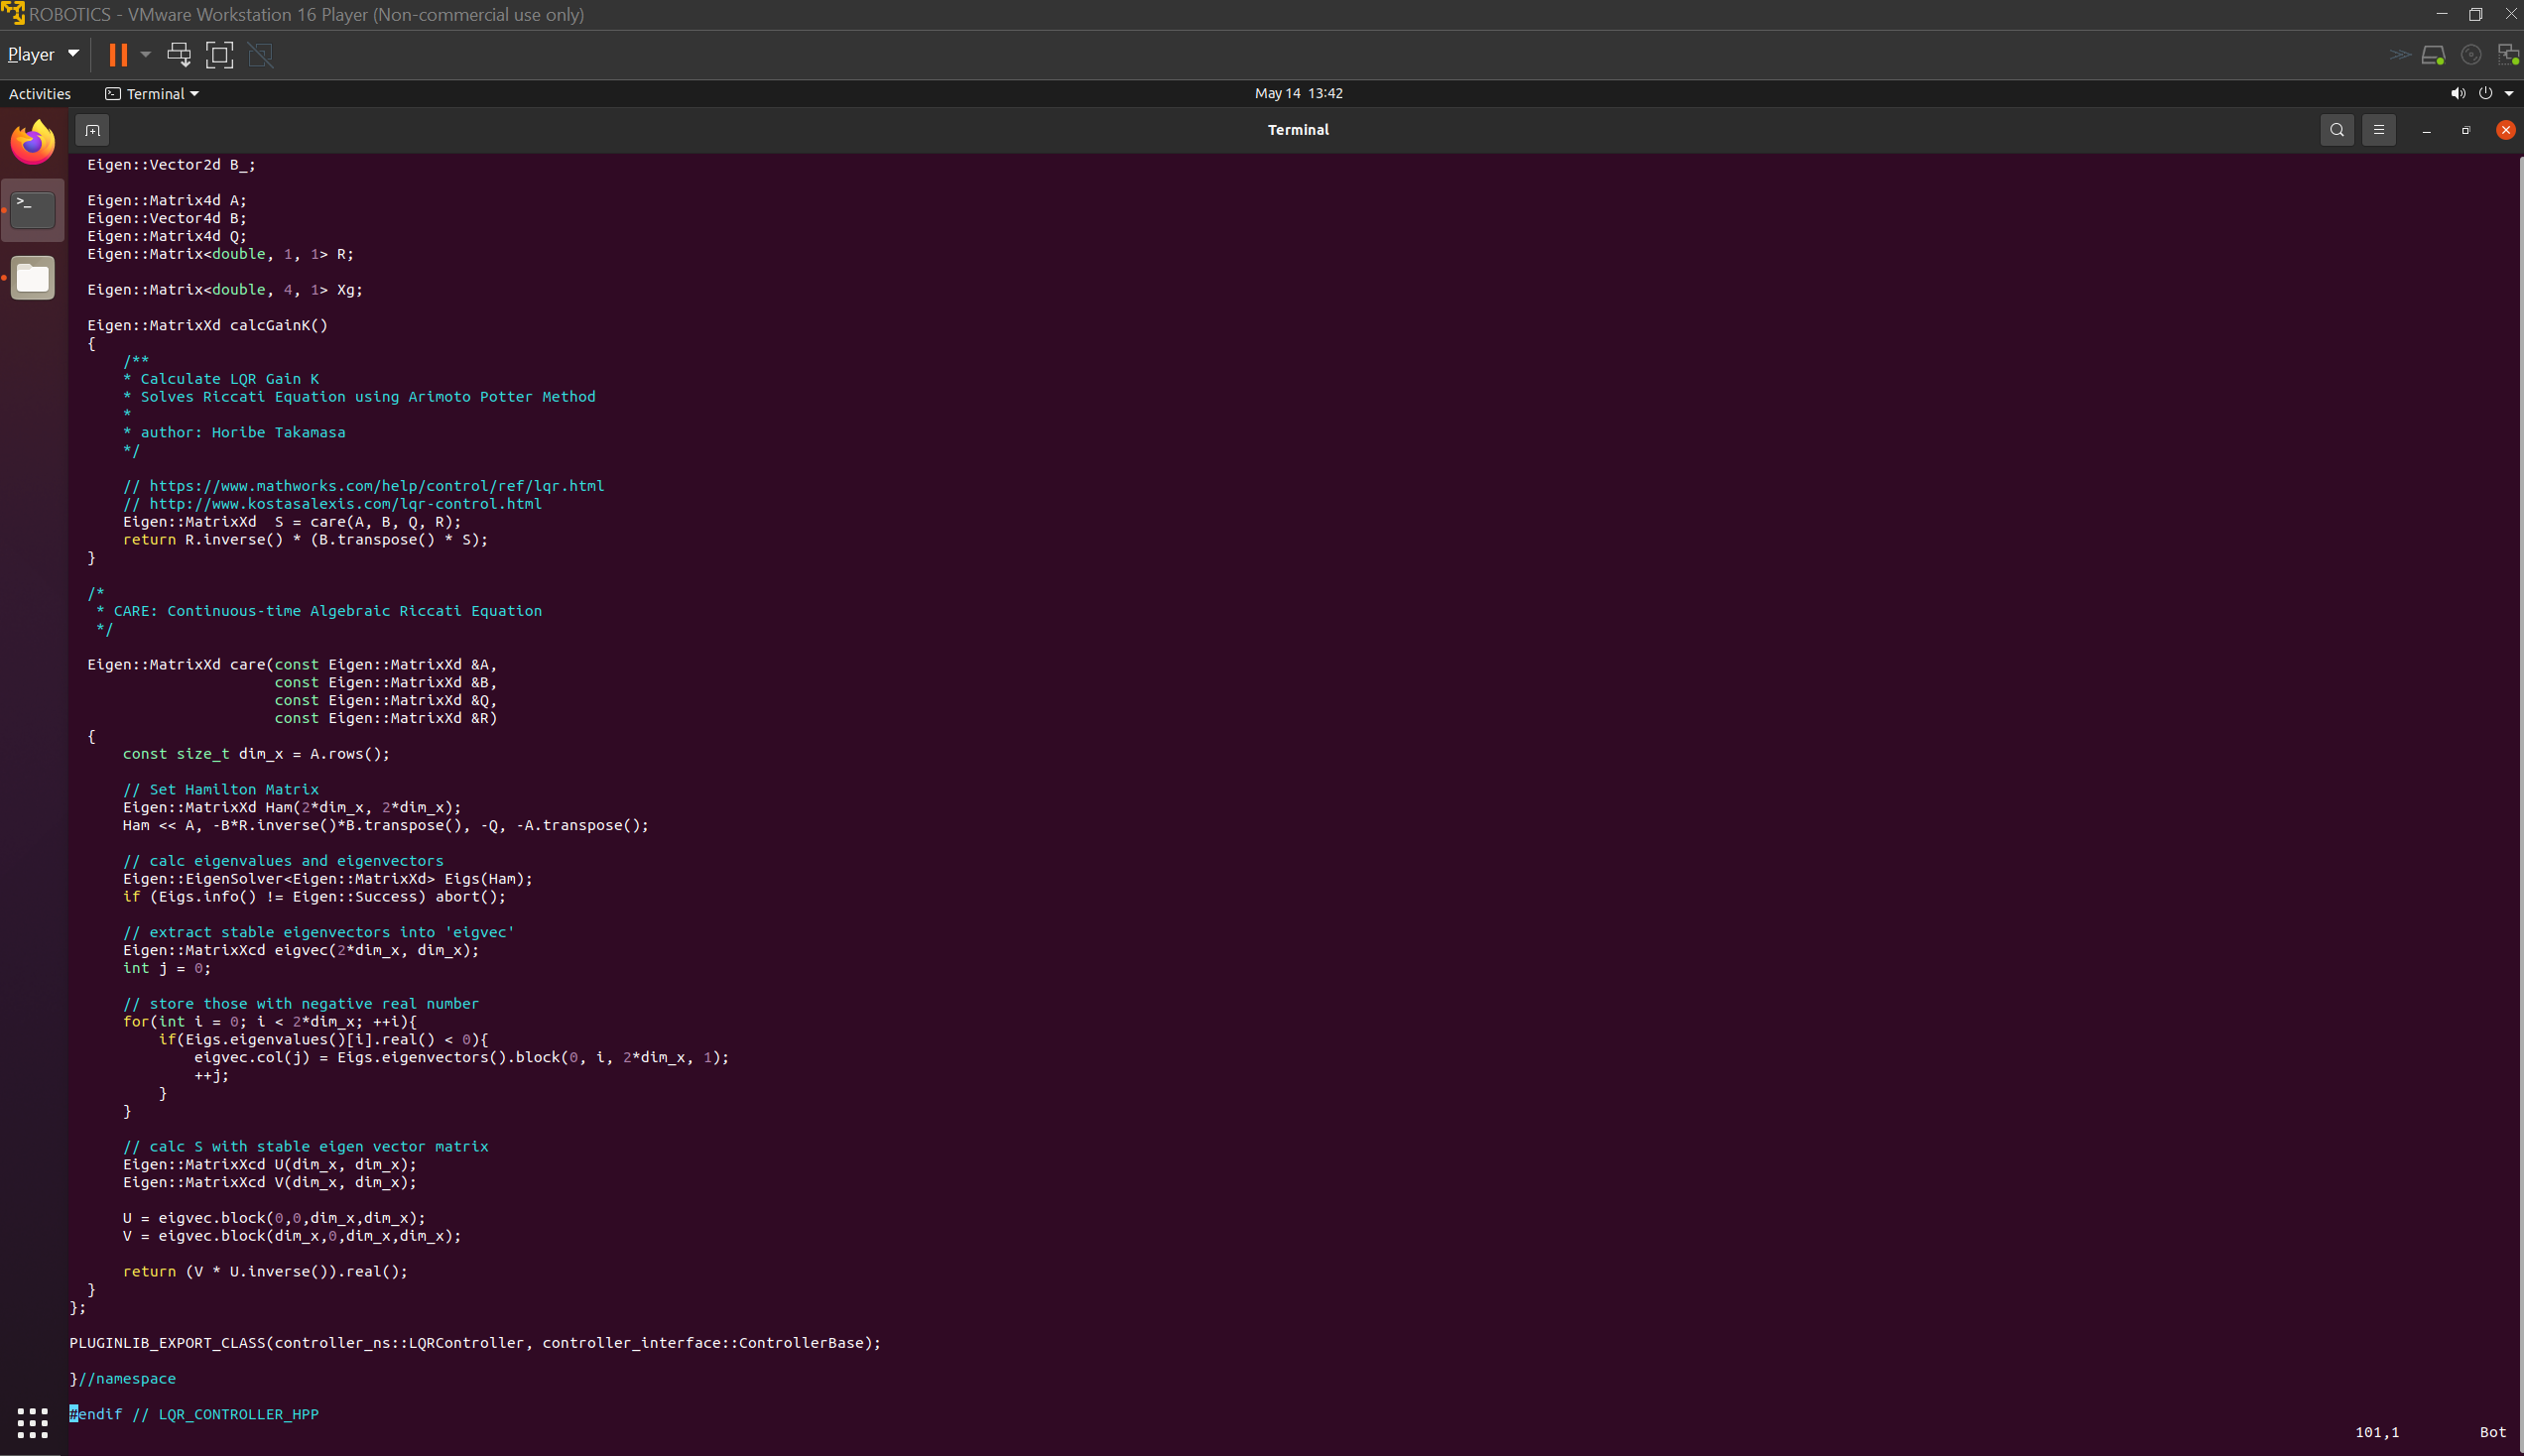 ROBOTICS - VMware Workstation 16 Player (Non-commercial use only)
Player
Activities
Terminal
May 14 13:42
Terminal
Eigen::Vector2d B_;
Eigen::Matrix4d A;
Eigen::Vector4d B;
Eigen::Matrix4d Q;
Eigen::Matrix<double, 1, 1> R;
Eigen::Matrix<double, 4, 1> Xg;
Eigen::MatrixXd calcGainK()
{
/**
* Calculate LQR Gain K
* Solves Riccati Equation using Arimoto Potter Method
*
* author: Horibe Takamasa
*/
// https://www.mathworks.com/help/control/ref/lqr.html
// http://www.kostasalexis.com/lqr-control.html
Eigen::MatrixXd  S = care(A, B, Q, R);
return R.inverse() * (B.transpose() * S);
}
/*
* CARE: Continuous-time Algebraic Riccati Equation
*/
Eigen::MatrixXd care(const Eigen::MatrixXd &A,
const Eigen::MatrixXd &B,
const Eigen::MatrixXd &Q,
const Eigen::MatrixXd &R)
{
const size_t dim_x = A.rows();
// Set Hamilton Matrix
Eigen::MatrixXd Ham(2*dim_x, 2*dim_x);
Ham << A, -B*R.inverse()*B.transpose(), -Q, -A.transpose();
// calc eigenvalues and eigenvectors
Eigen::EigenSolver<Eigen::MatrixXd> Eigs(Ham);
if (Eigs.info() != Eigen::Success) abort();
// extract stable eigenvectors into 'eigvec'
Eigen::MatrixXcd eigvec(2*dim_x, dim_x);
int j = 0;
// store those with negative real number
for(int i = 0; i < 2*dim_x; ++i){
if(Eigs.eigenvalues()[i].real() < 0){
eigvec.col(j) = Eigs.eigenvectors().block(0, i, 2*dim_x, 1);
++j;
}
}
// calc S with stable eigen vector matrix
Eigen::MatrixXcd U(dim_x, dim_x);
Eigen::MatrixXcd V(dim_x, dim_x);
U = eigvec.block(0,0,dim_x,dim_x);
V = eigvec.block(dim_x,0,dim_x,dim_x);
return (V * U.inverse()).real();
}
};
PLUGINLIB_EXPORT_CLASS(controller_ns::LQRController, controller_interface::ControllerBase);
}//namespace
#endif // LQR_CONTROLLER_HPP
101,1 Bot